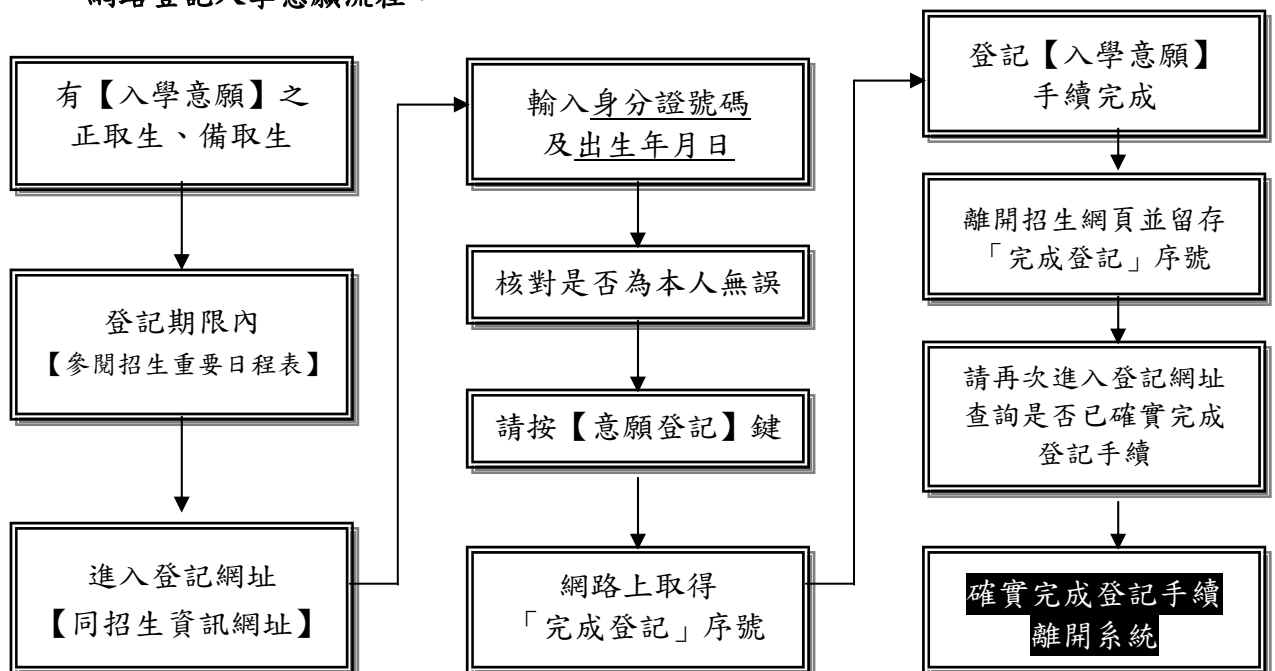 網路登記入學意願流程：
有【入學意願】之
正取生、備取生
登記期限內
【參閱招生重要日程表】
進入登記網址
【同招生資訊網址】
輸入身分證號碼
及出生年月日
核對是否為本人無誤
請按【意願登記】鍵
網路上取得
「完成登記」序號
登記【入學意願】
手續完成
離開招生網頁並留存
「完成登記」序號
請再次進入登記網址
查詢是否已確實完成
登記手續
確實完成登記手續
離開系統